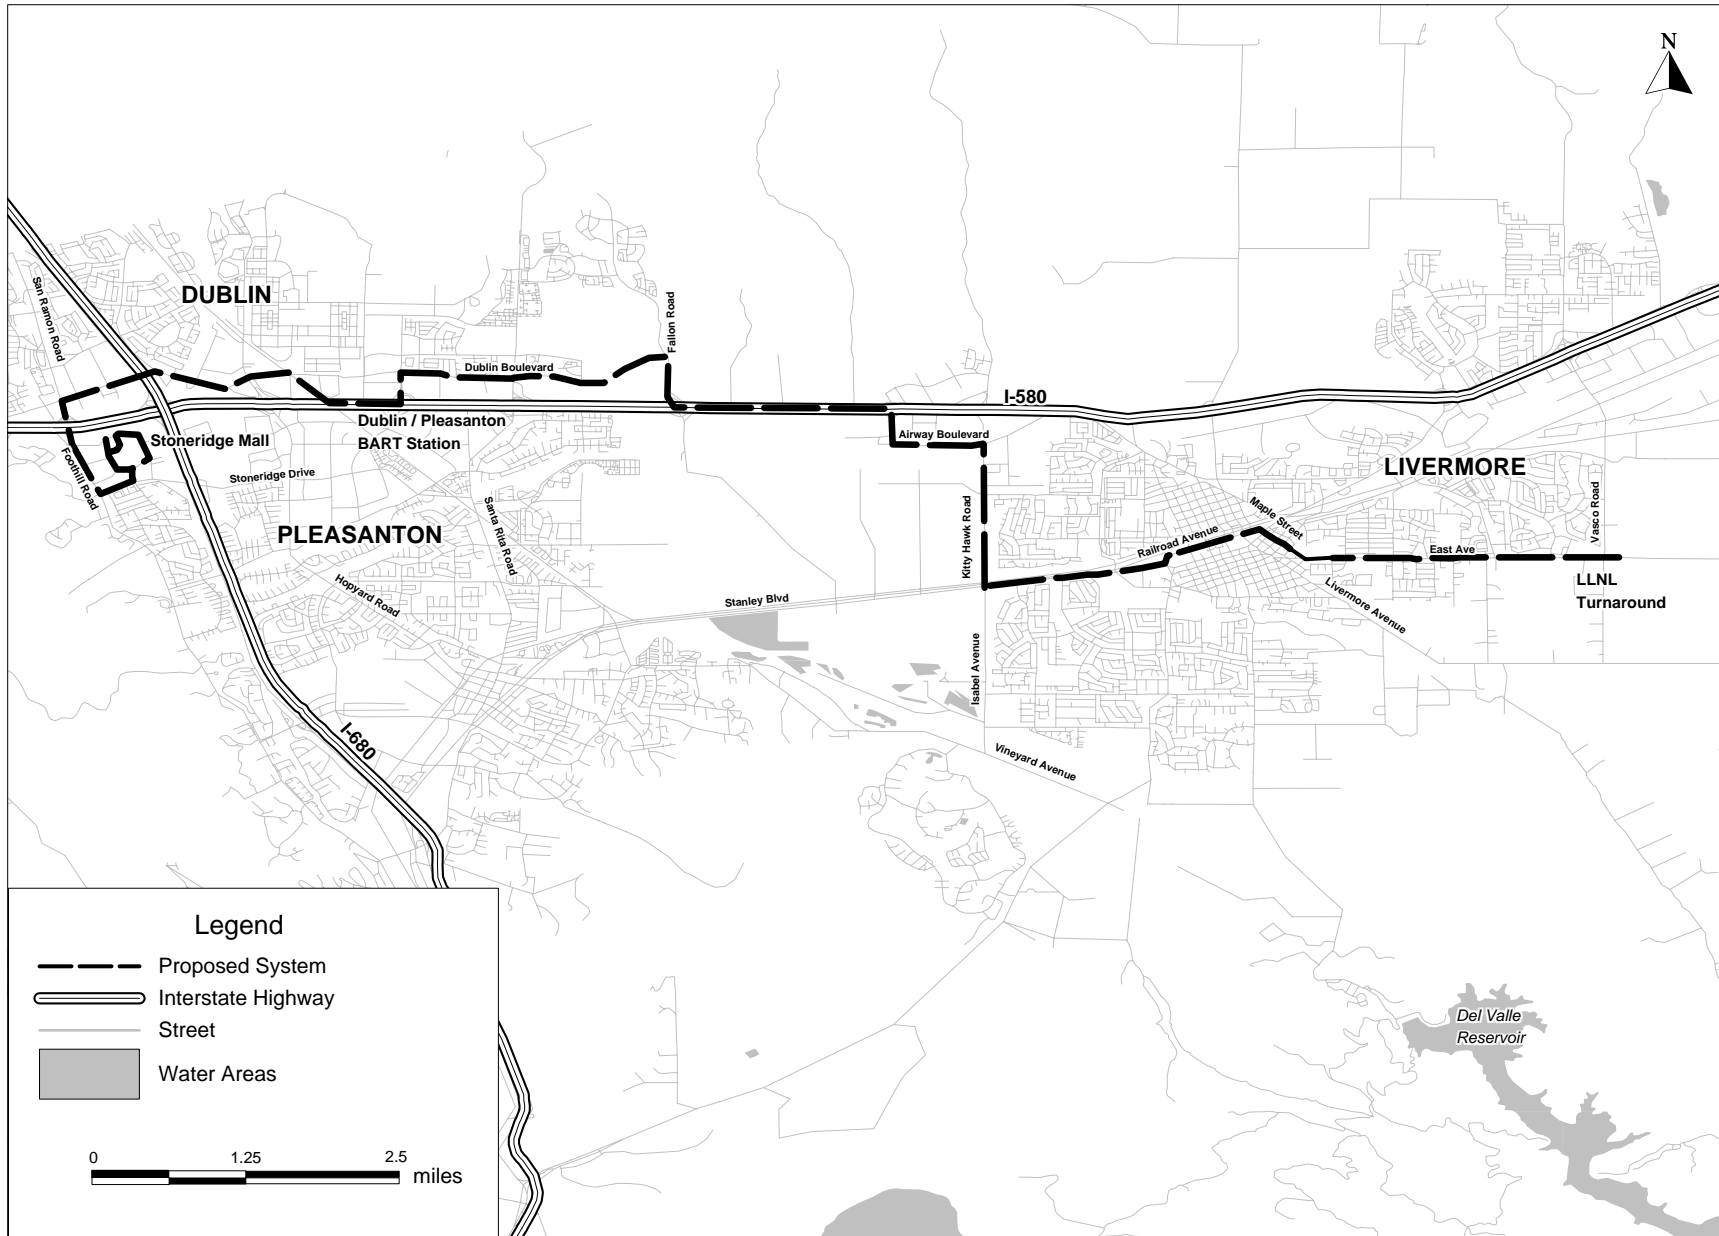 N
San Ramon Road
DUBLIN
Fallon Road
Dublin Boulevard
I-580
Dublin / Pleasanton
BART Station
Stoneridge Mall
Airway Boulevard
Foothill Road
Stoneridge Drive
LIVERMORE
Santa Rita Road
Kitty Hawk Road
Maple Street
Vasco Road
PLEASANTON
Railroad Avenue
East Ave
Hopyard Road
Stanley Blvd
Livermore Avenue
LLNL
Turnaround
Isabel Avenue
I-680
Vineyard Avenue
Legend
Proposed System
Interstate Highway
Street
Water Areas
0 1.25 2.5
miles
Del Valle
Reservoir